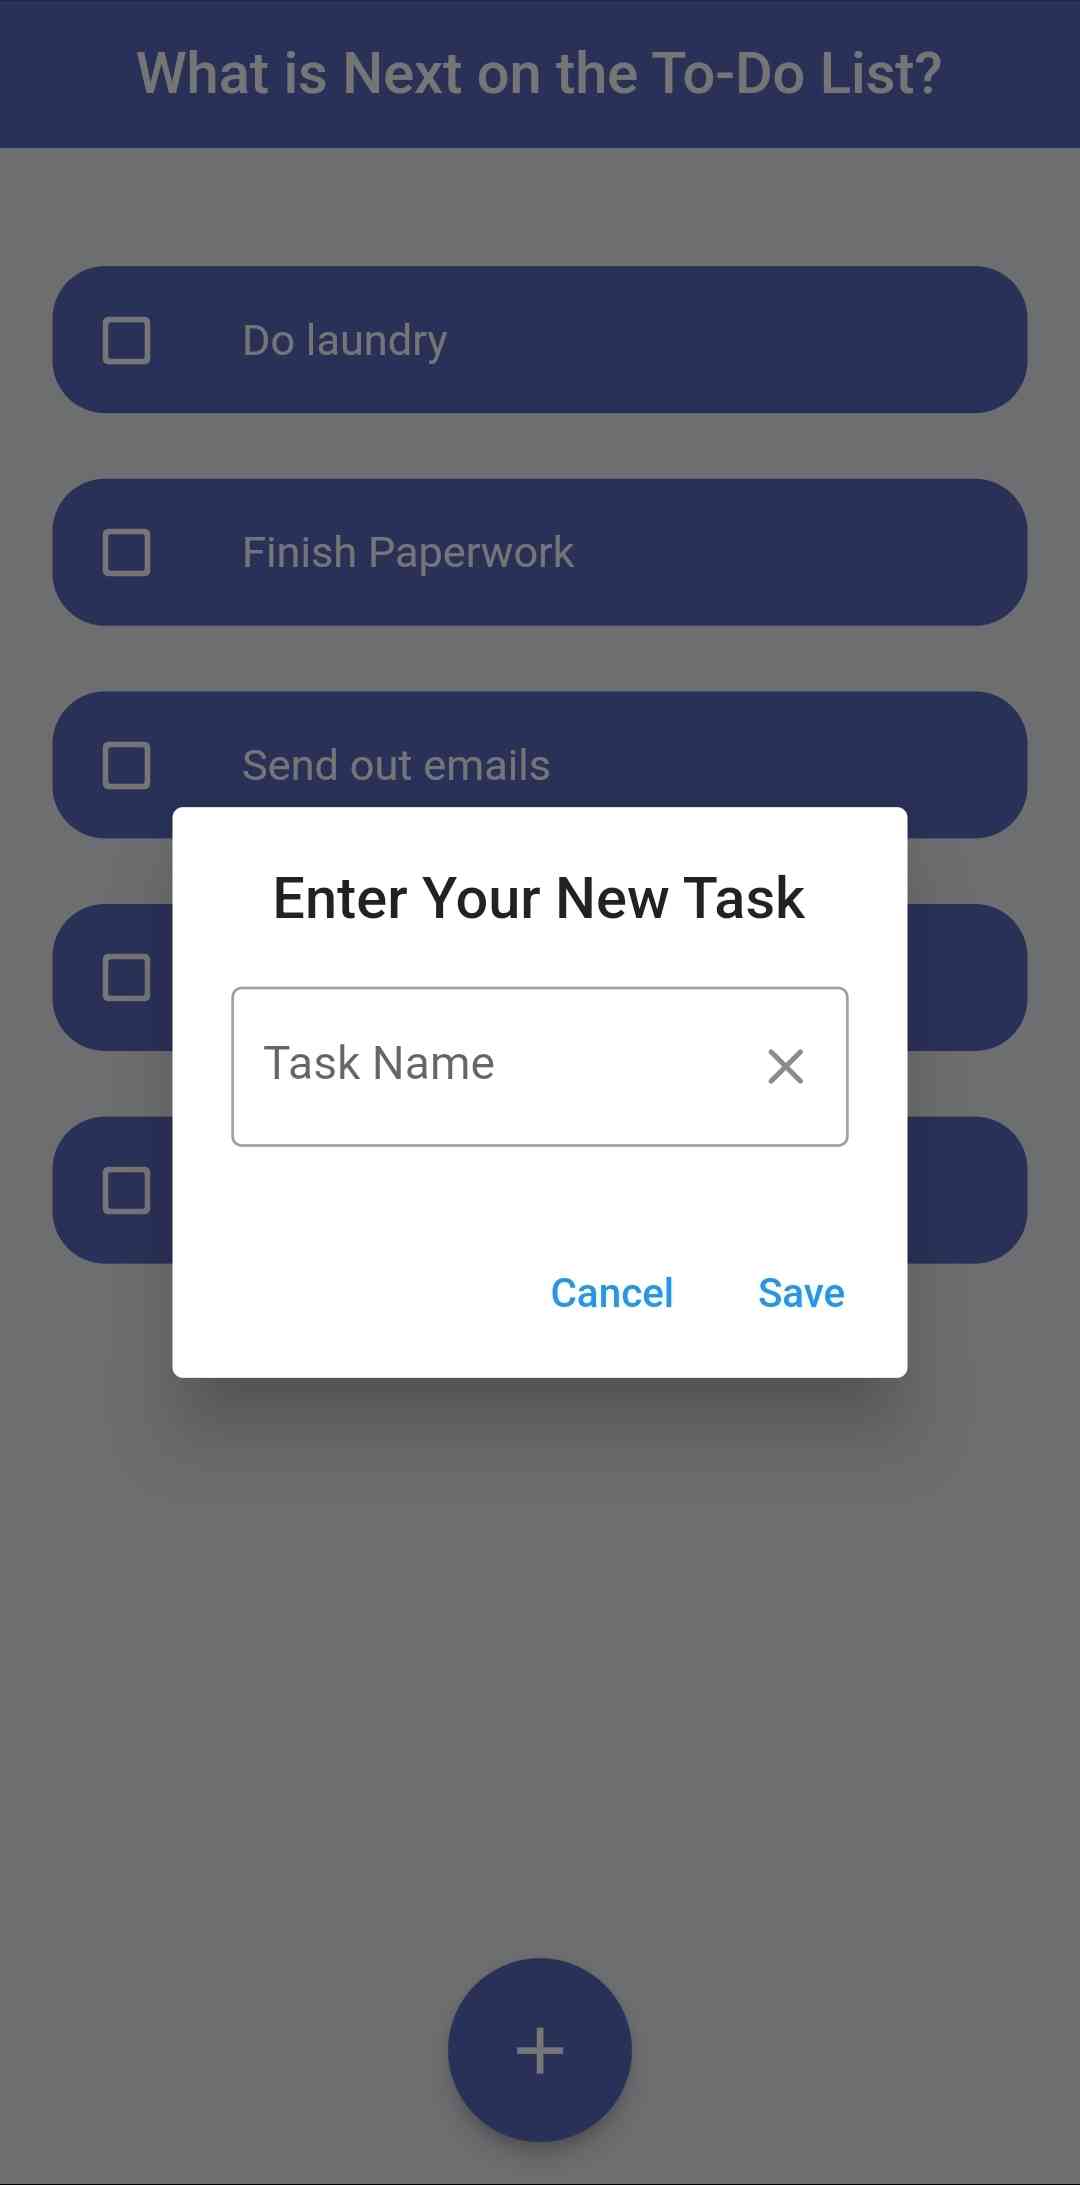 What is Next on the To-Do List?
Do laundry
Finish Paperwork
Send out emails
Enter Your New Task
Task Name
Cancel Save